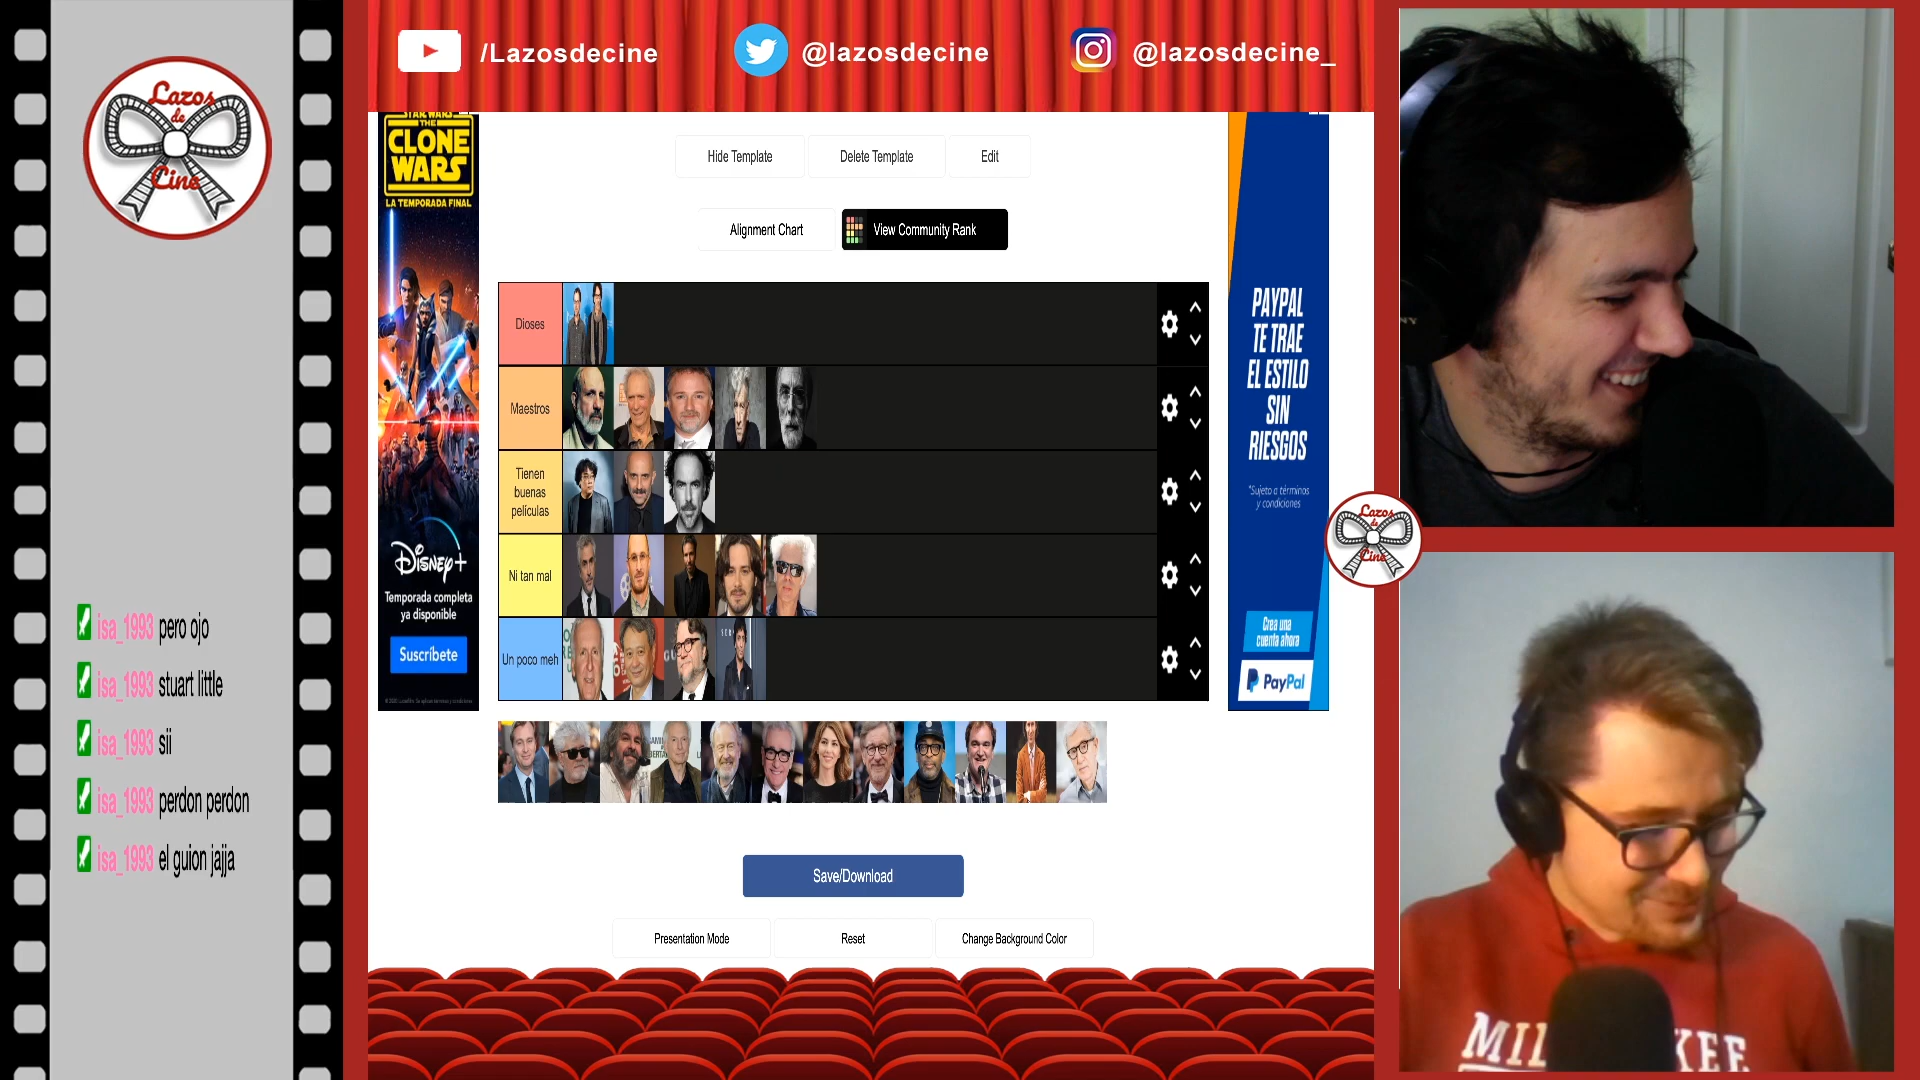 Lazos
de
Cine
/Lazosdecine
@lazosdecine
@lazosdecine_
STAR WARS
THE
CLONE
WARS
LA TEMPORADA FINAL
Disney+
Temporada completa
ya disponible
Suscríbete
Hide Template
Delete Template
Edit
Alignment Chart
View Community Rank
Dioses
Maestros
Tienen
buenas
películas
Ni tan mal
Un poco meh
Save/Download
Presentation Mode
Reset
Change Background Color
PAYPAL
TE TRAE
EL ESTILO
SIN
RIESGOS
*Sujeto a términos
y condiciones
Crea una
cuenta ahora
PayPal
Lazos
de
Cine
isa_1993 pero ojo
isa_1993 stuart little
isa_1993 sii
isa_1993 perdon perdon
isa_1993 el guion jajja